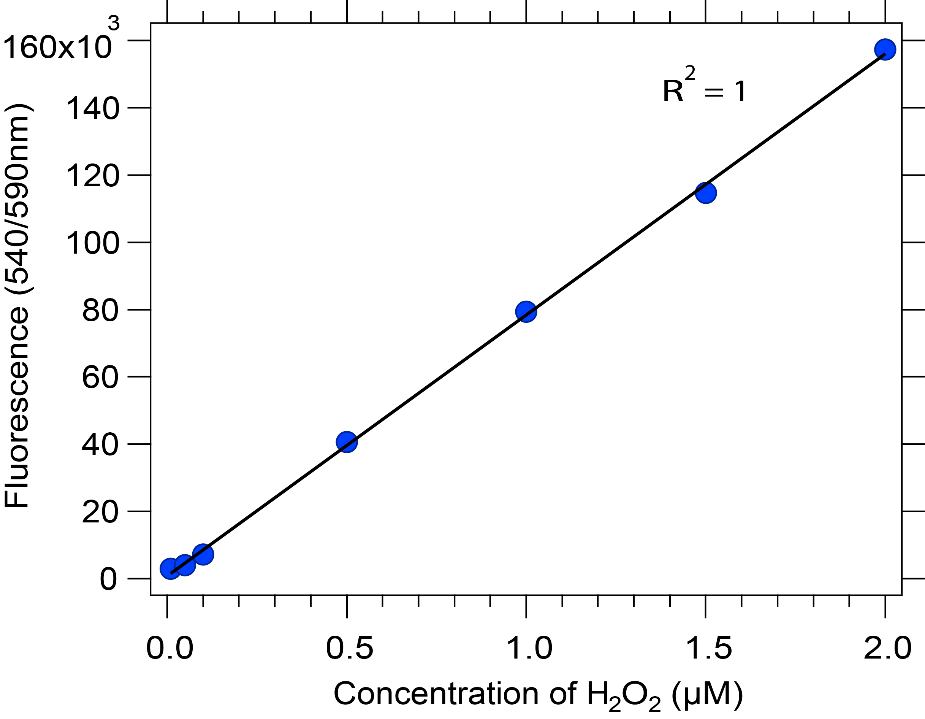 160x10³
140
120
100
80
60
40
20
0
Fluorescence (540/590nm)
R² = 1
0.0 0.5 1.0 1.5 2.0
Concentration of H₂O₂ (µM)